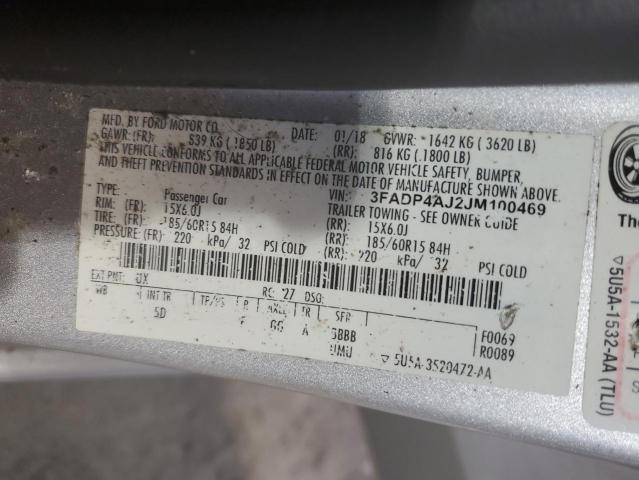 MFD. BY FORD MOTOR CO.
DATE: 01/18 GVWR: 1642 KG ( 3620 LB)
GAWR: (FR): 839 KG ( 1850 LB) (RR): 816 KG ( 1800 LB)
THIS VEHICLE CONFORMS TO ALL APPLICABLE FEDERAL MOTOR VEHICLE SAFETY, BUMPER,
AND THEFT PREVENTION STANDARDS IN EFFECT ON THE DATE OF MANUFACTURE SHOWN ABOVE.
VIN: 3FADP4AJ2JM100469
TYPE: Passenger Car TRAILER TOWING - SEE OWNER GUIDE
RIM: (FR): 15X6.0J (RR): 15X6.0J
TIRE: (FR): 185/60R15 84H (RR): 185/60R15 84H
PRESSURE: (FR) 220 kPa/ 32 PSI COLD (RR): 220 kPa/ 32 PSI COLD
EXT PNT: UX RC: 27 DSO:
WB INT TR TP/PS R AXLE TR SPR
5D GG A BBBB F0069
UMU R0089
▽ 5U5A-3520472-AA
▽5U5A-1532-AA (TLU)